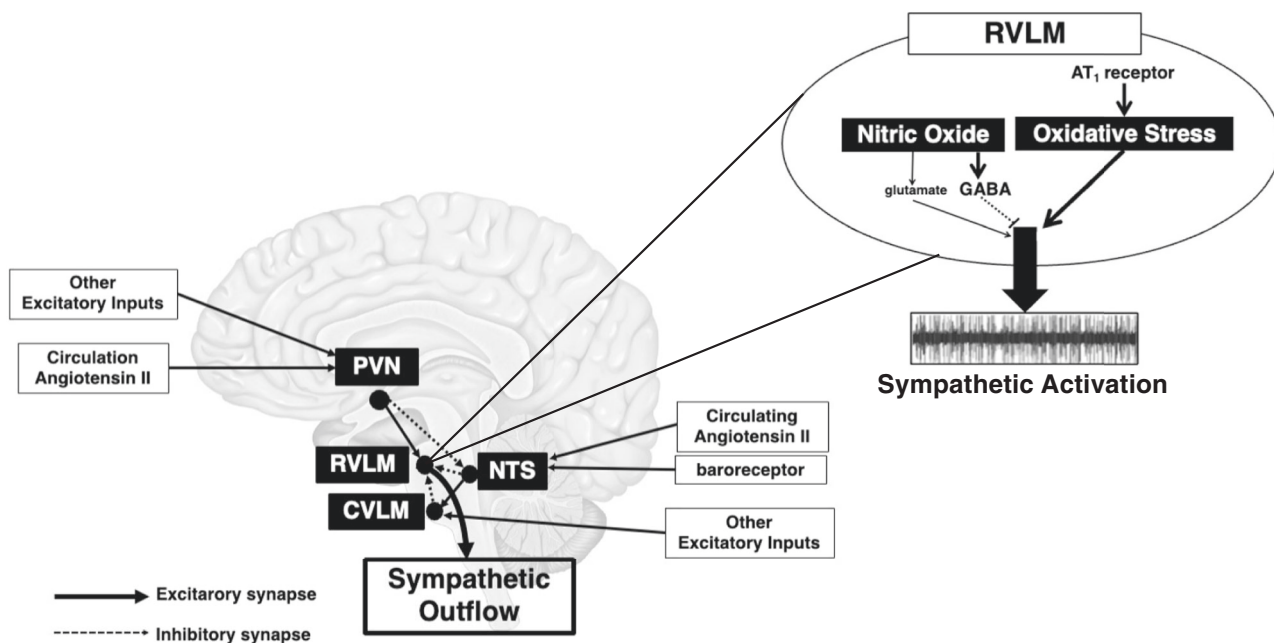 RVLM
AT₁ receptor
Nitric Oxide
Oxidative Stress
glutamate
GABA
Sympathetic Activation
Other
Excitatory Inputs
Circulation
Angiotensin II
PVN
RVLM
NTS
CVLM
Circulating
Angiotensin II
baroreceptor
Other
Excitatory Inputs
Sympathetic
Outflow
Excitarory synapse
Inhibitory synapse